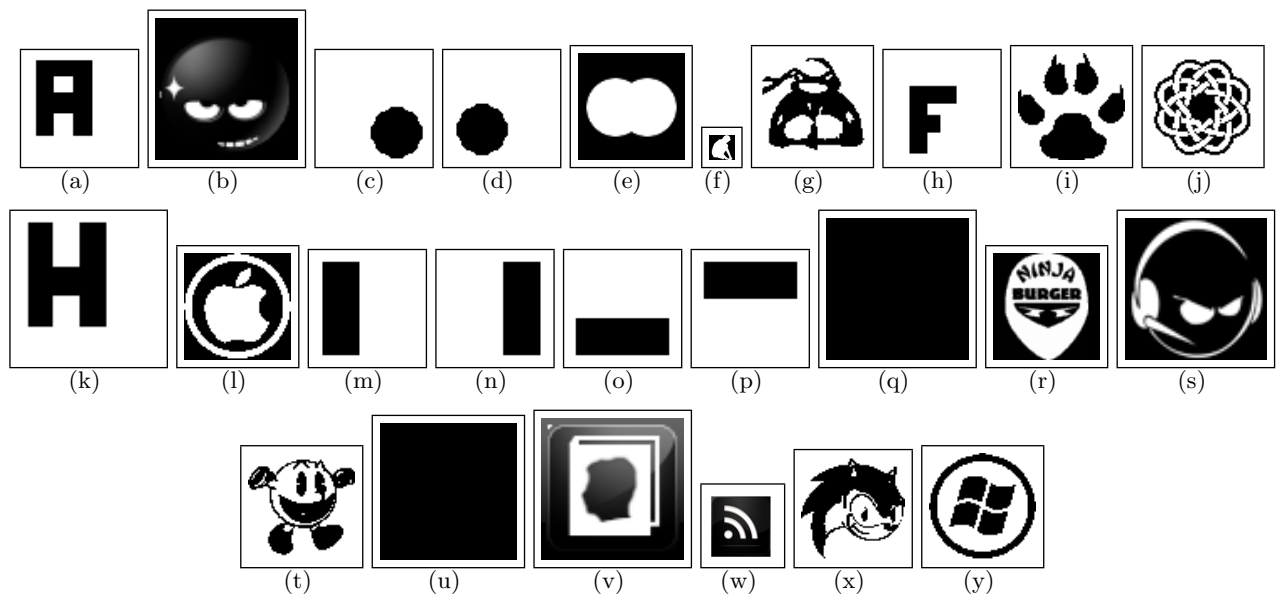 A
F
(a) (b) (c) (d) (e) (f) (g) (h) (i) (j)
H
NINJA
BURGER
(k) (l) (m) (n) (o) (p) (q) (r) (s)
(t) (u) (v) (w) (x) (y)